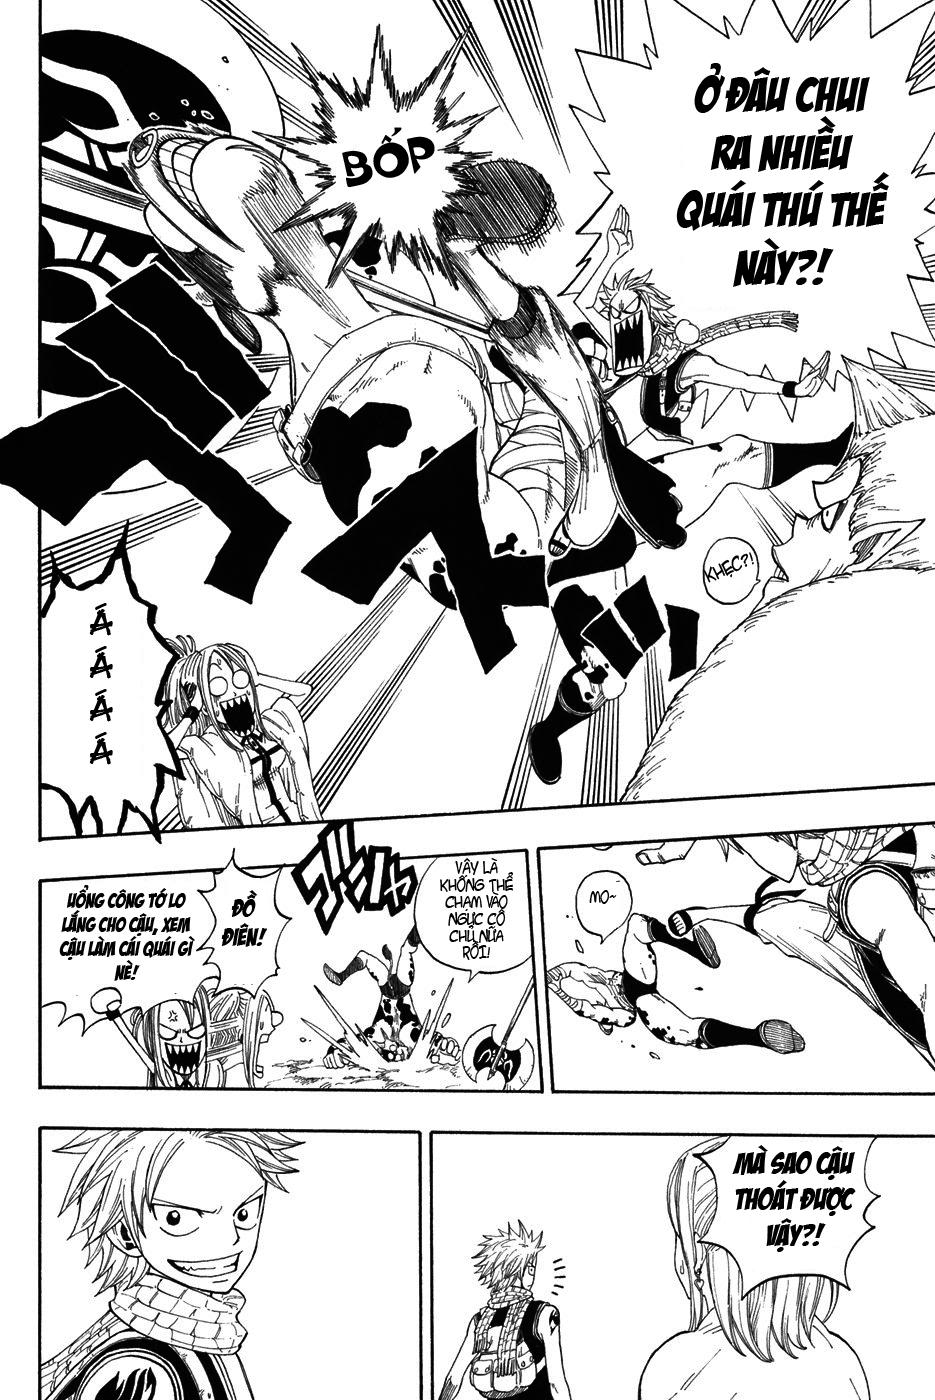 Ở ĐÂU CHUI
RA NHIỀU
QUÁI THÚ THẾ
NÀY?!
BỐP
KHẸC?!
Á
Á
Á
Á
MO~
VẬY LÀ
KHÔNG THỂ
CHẠM VÀO
NGỰC CÔ
CHỦ NỮA
RỒI!
ĐỒ
ĐIÊN!
UỔNG CÔNG TỚ LO
LẮNG CHO CẬU, XEM
CẬU LÀM CÁI QUÁI GÌ
NÈ!
MÀ SAO CẬU
THOÁT ĐƯỢC
VẬY?!